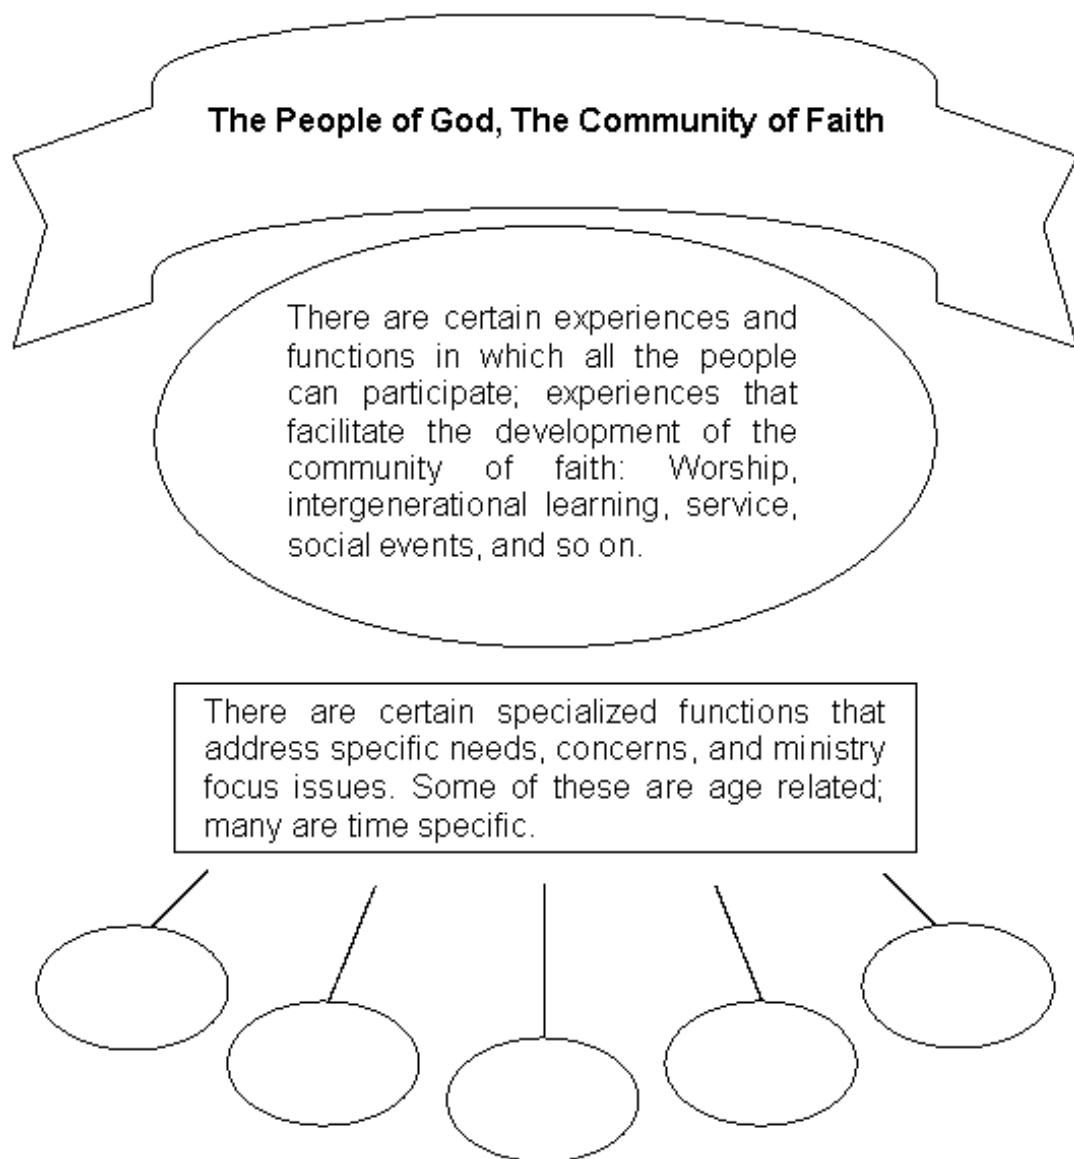 The People of God, The Community of Faith
There are certain experiences and
functions in which all the people
can participate; experiences that
facilitate the development of the
community of faith: Worship,
intergenerational learning, service,
social events, and so on.
There are certain specialized functions that
address specific needs, concerns, and ministry
focus issues. Some of these are age related;
many are time specific.